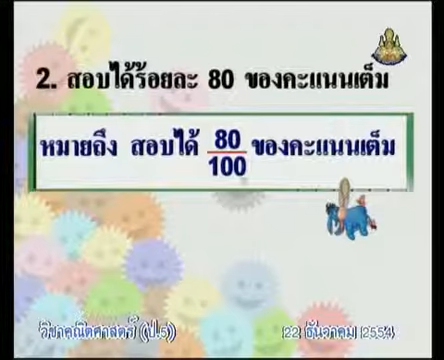 2. สอบได้ร้อยละ 80 ของคะแนนเต็ม
หมายถึง สอบได้ 80/100 ของคะแนนเต็ม
วิชาคณิตศาสตร์ (ป.5)
22 ธันวาคม 2554